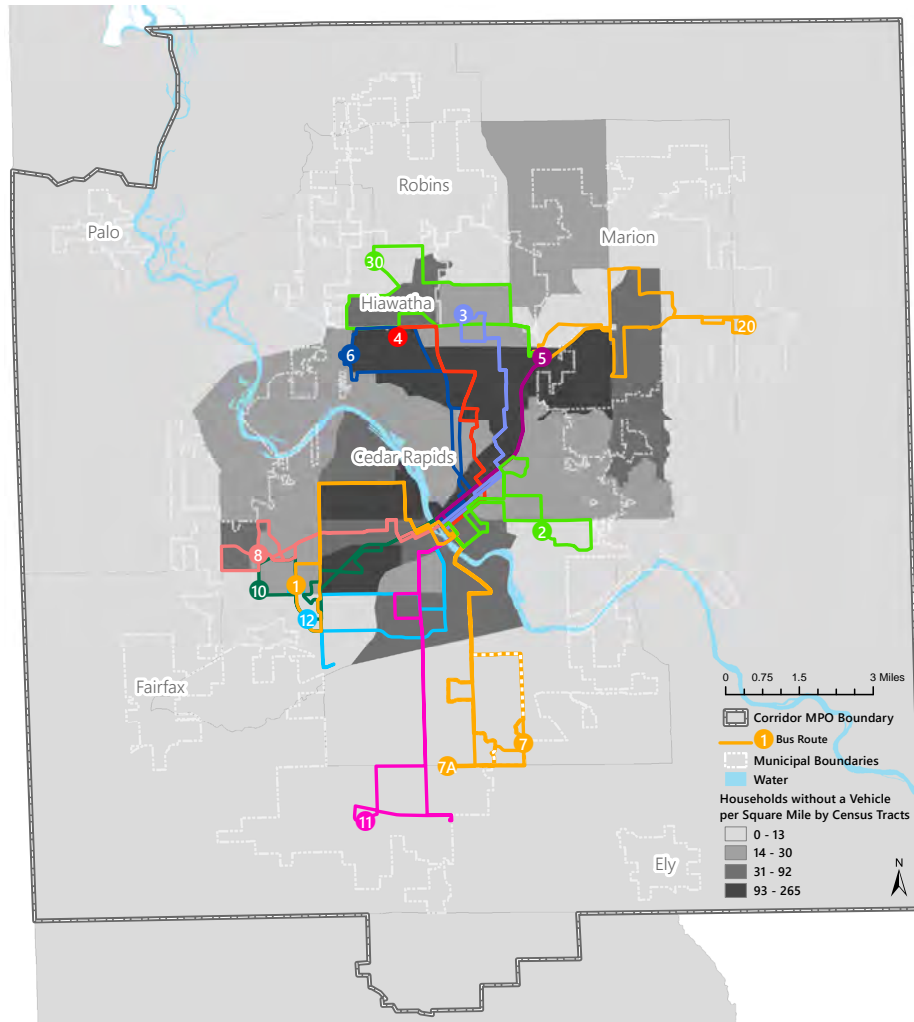 Robins
Palo
Marion
30
Hiawatha
3
20
4
6
5
Cedar Rapids
2
8
1
10
12
Fairfax
0 0.75 1.5 3 Miles
Corridor MPO Boundary
1 Bus Route
7
Municipal Boundaries
7A
Water
Households without a Vehicle
per Square Mile by Census Tracts
11
0 - 13
14 - 30
Ely
31 - 92
93 - 265
N